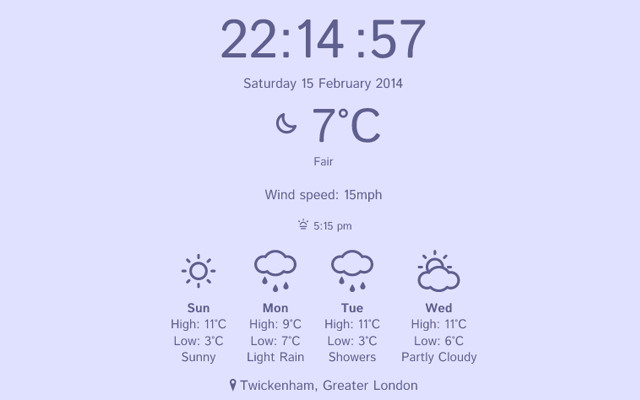 22:14:57
Saturday 15 February 2014
7°C
Fair
Wind speed: 15mph
5:15 pm
Sun Mon Tue Wed
High: 11°C High: 9°C High: 11°C High: 11°C
Low: 3°C Low: 7°C Low: 3°C Low: 6°C
Sunny Light Rain Showers Partly Cloudy
Twickenham, Greater London